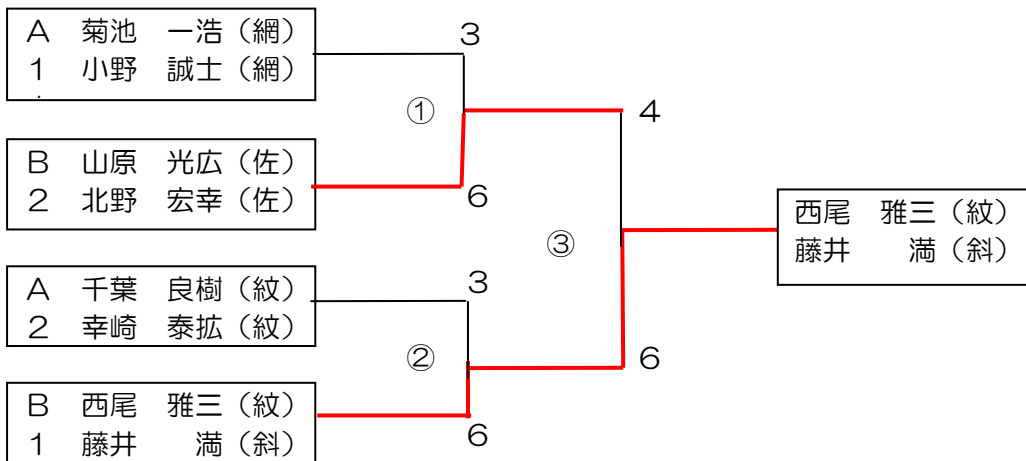 A 菊池 一浩(網)
1 小野 誠士(網)
3
①
B 山原 光広(佐)
2 北野 宏幸(佐)
6
4
③
西尾 雅三(紋)
藤井 満(斜)
A 千葉 良樹(紋)
2 幸崎 泰拡(紋)
3
②
6
B 西尾 雅三(紋)
1 藤井 満(斜)
6